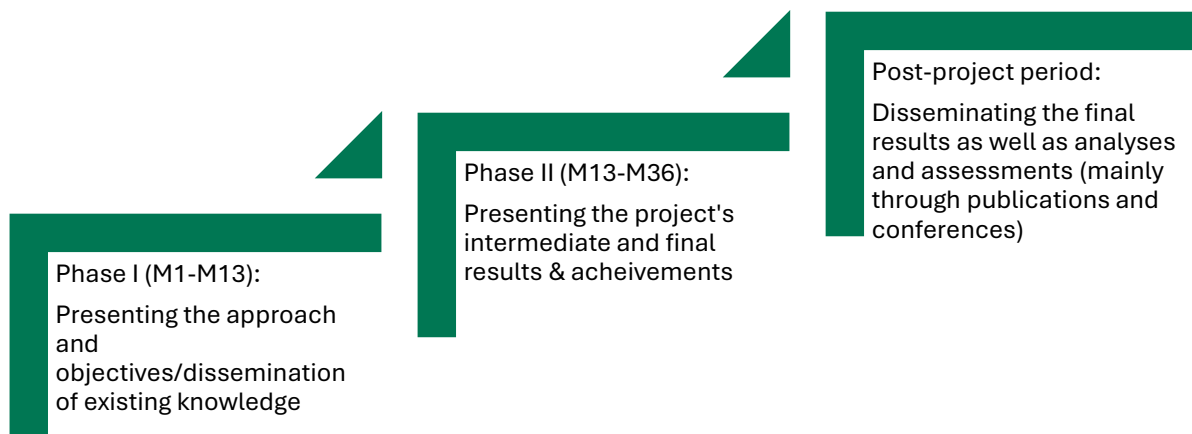 Phase I (M1-M13):
Presenting the approach
and
objectives/dissemination
of existing knowledge
Phase II (M13-M36):
Presenting the project's
intermediate and final
results & acheivements
Post-project period:
Disseminating the final
results as well as analyses
and assessments (mainly
through publications and
conferences)